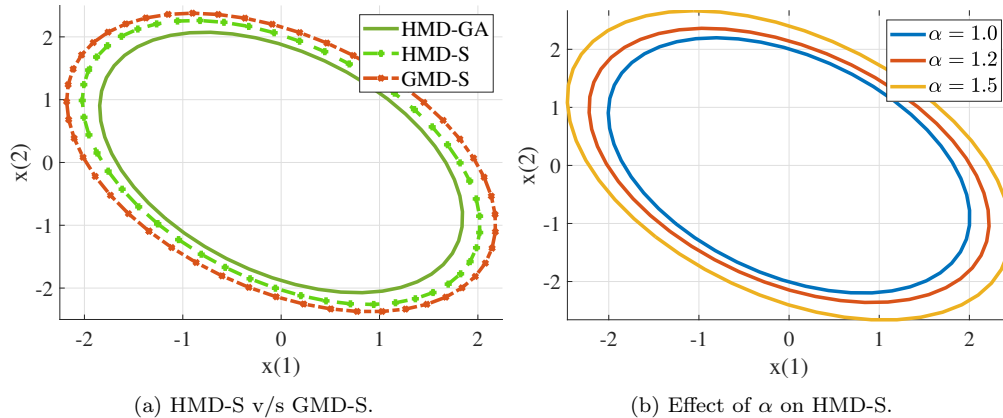 HMD-GA
HMD-S
GMD-S
2
1
0
-1
-2
x(2)
-2
-1
0
1
2
x(1)
(a) HMD-S v/s GMD-S.
α = 1.0
α = 1.2
α = 1.5
2
1
0
-1
-2
x(2)
-2
-1
0
1
2
x(1)
(b) Effect of α on HMD-S.